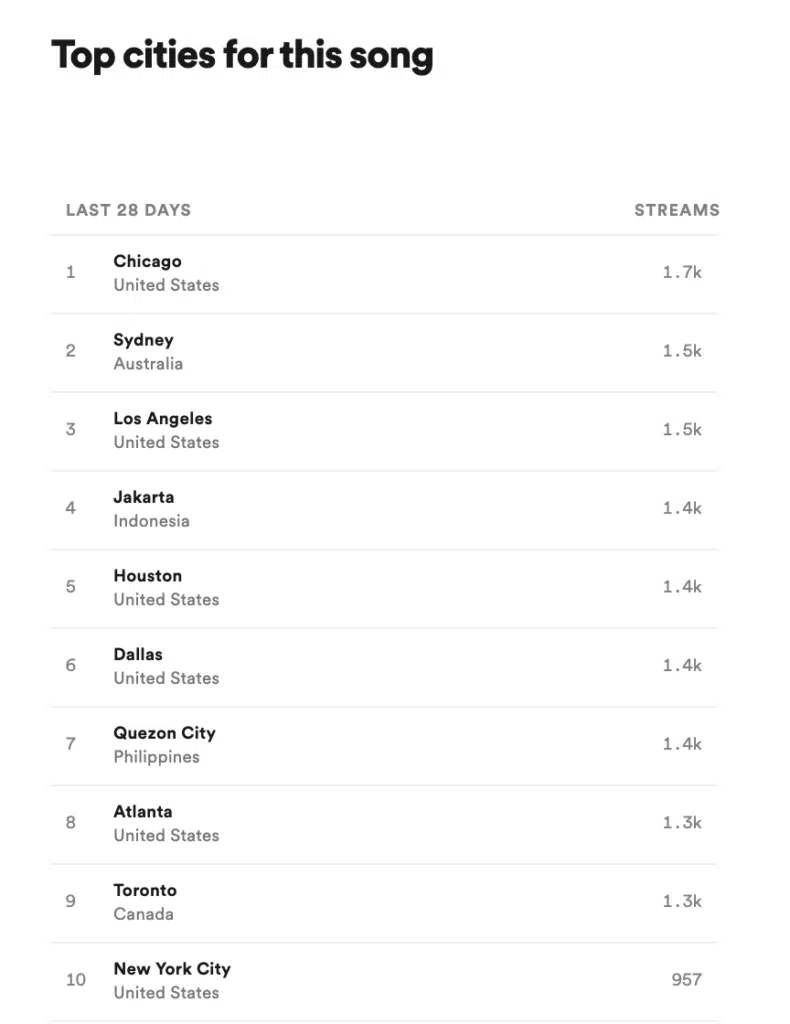 Top cities for this song
LAST 28 DAYS STREAMS
1 Chicago 1.7k
United States
2 Sydney 1.5k
Australia
3 Los Angeles 1.5k
United States
4 Jakarta 1.4k
Indonesia
5 Houston 1.4k
United States
6 Dallas 1.4k
United States
7 Quezon City 1.4k
Philippines
8 Atlanta 1.3k
United States
9 Toronto 1.3k
Canada
10 New York City 957
United States